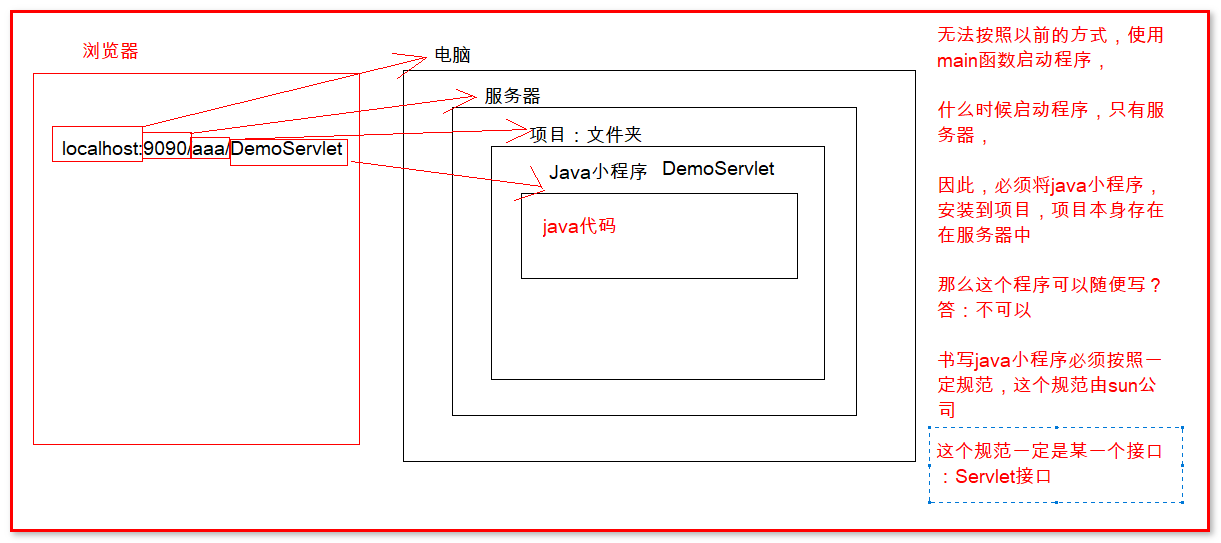 浏览器
localhost:9090/aaa/DemoServlet
电脑
服务器
项目：文件夹
Java小程序 DemoServlet
java代码
无法按照以前的方式，使用
main函数启动程序，
什么时候启动程序，只有服
务器，
因此，必须将java小程序，
安装到项目，项目本身存在
在服务器中
那么这个程序可以随便写？
答：不可以
书写java小程序必须按照一
定规范，这个规范由sun公
司
这个规范一定是某一个接口
：Servlet接口